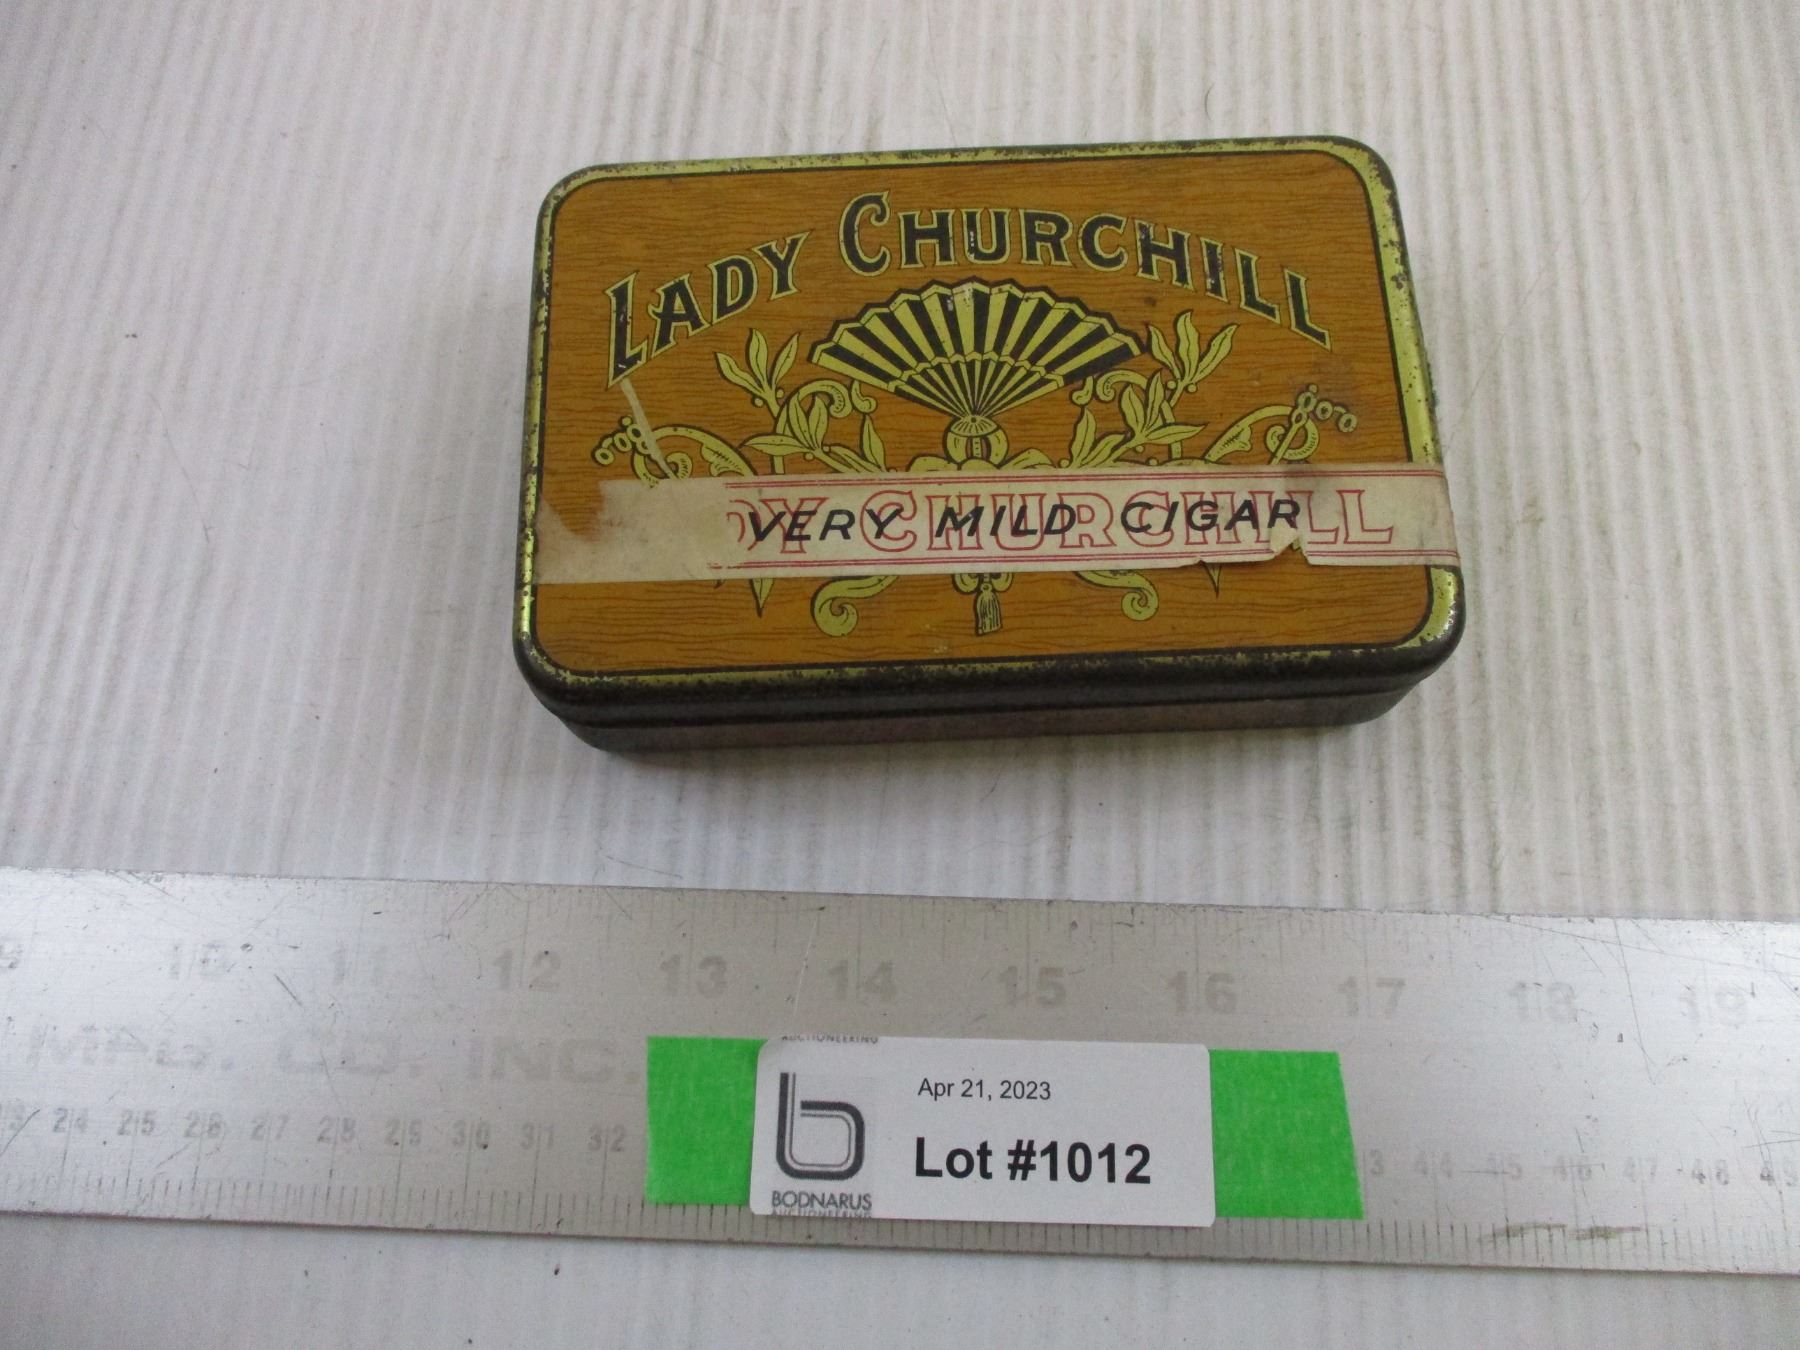 LADY CHURCHILL
DY CHURCHILL
VERY MILD CIGAR
10 11 12 13 14 15 16 17 18 19
MFG. CO. INC.
AUCTIONEERING
Apr 21, 2023
Lot #1012
BODNARUS
AUCTIONEERING
24 25 26 27 28 29 30 31 32 44 45 46 47 48 49